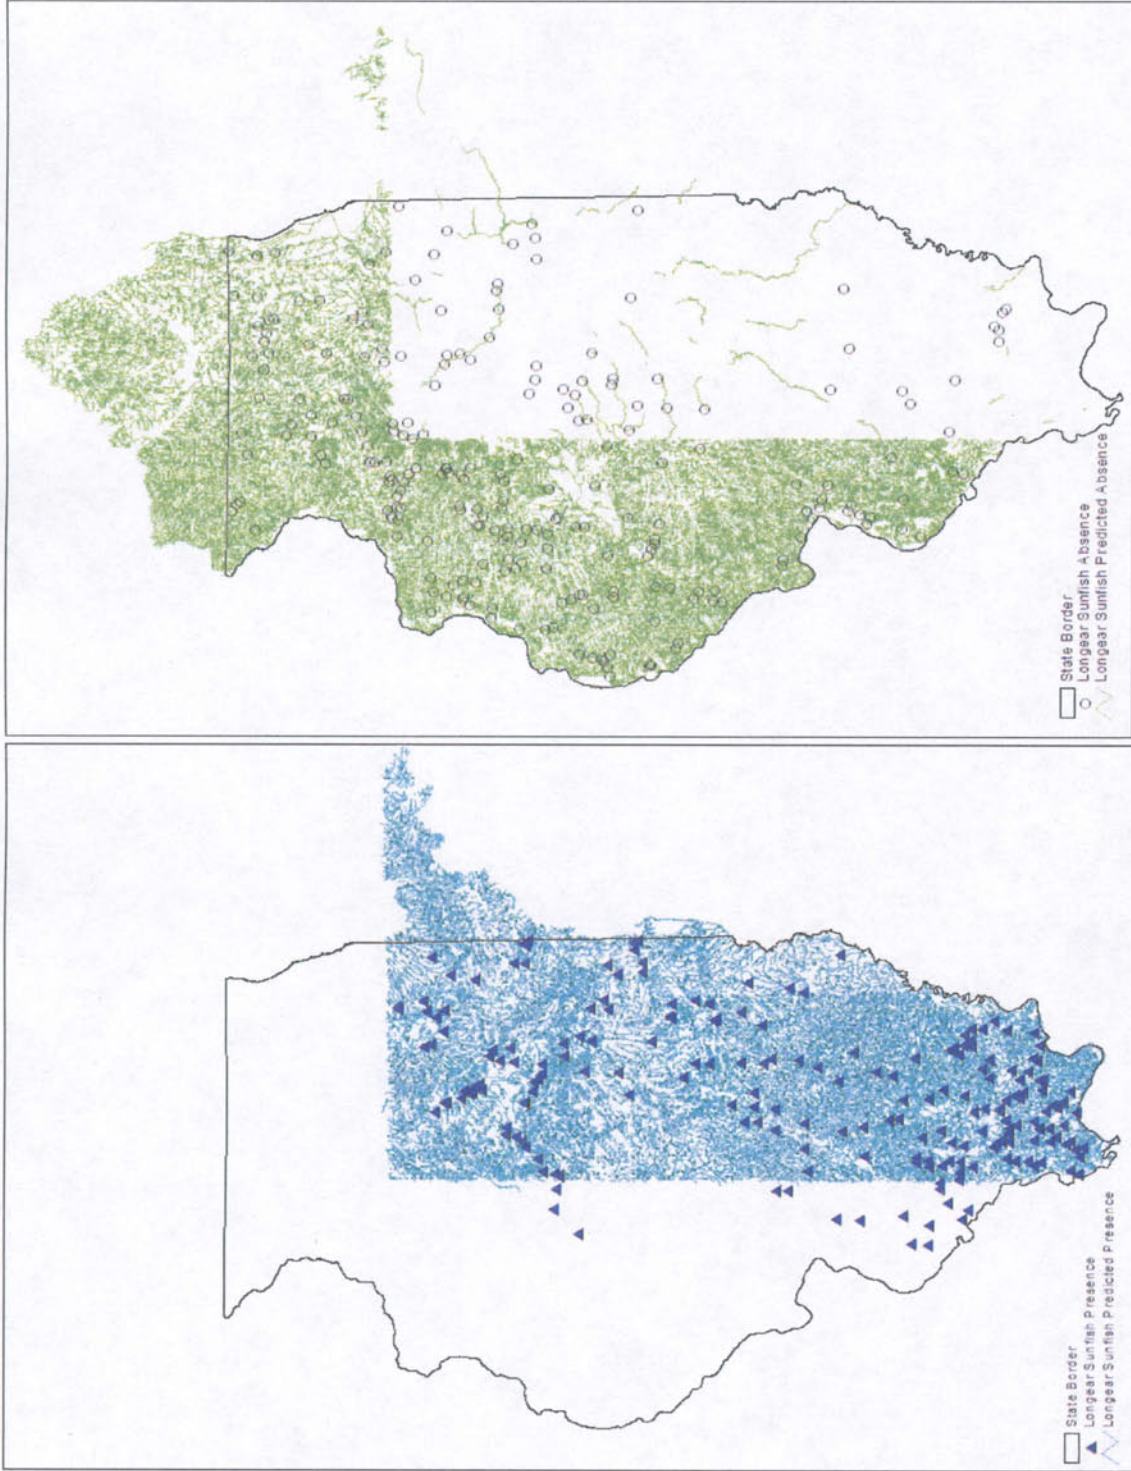 State Border
Longear Sunfish Absence
Longear Sunfish Predicted Absence
State Border
Longear Sunfish Presence
Longear Sunfish Predicted Presence